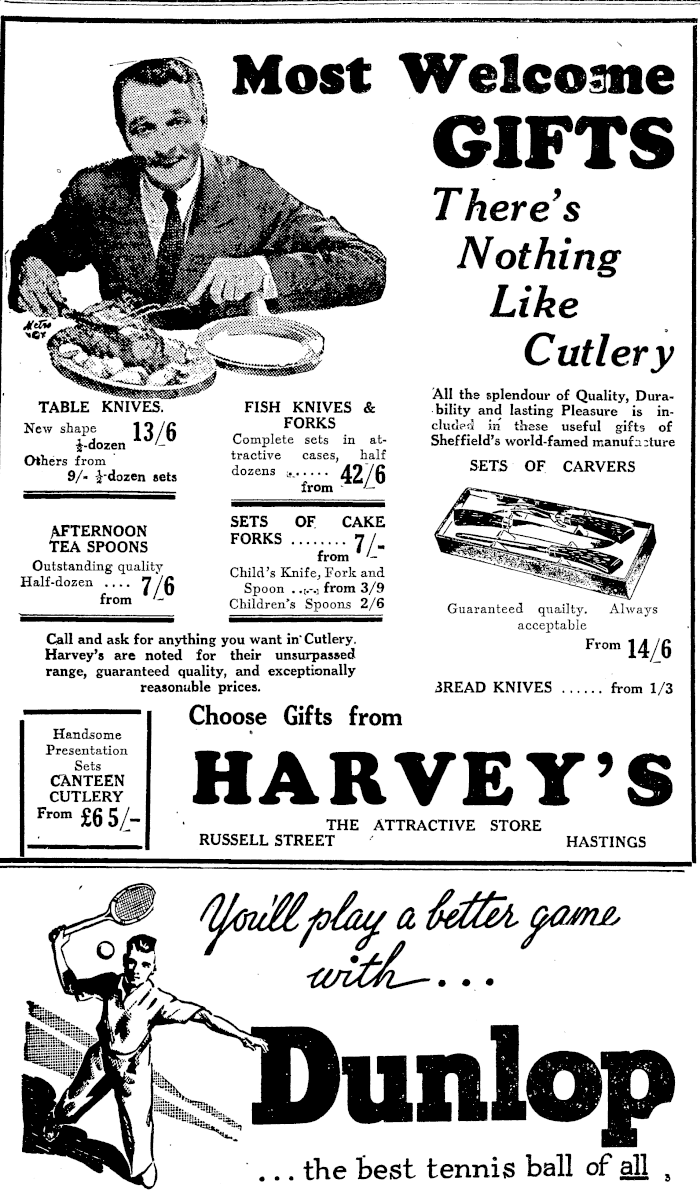 Most Welcome
GIFTS
There's
Nothing
Like
Cutlery
All the splendour of Quality, Dura-
bility and lasting Pleasure is in-
cluded in these useful gifts of
Sheffield's world-famed manufacture
TABLE KNIVES.
New shape
½-dozen 13/6
Others from
9/- ½-dozen sets
AFTERNOON
TEA SPOONS
Outstanding quality
Half-dozen .... 7/6
from
FISH KNIVES &
FORKS
Complete sets in at-
tractive cases, half
dozens ...... 42/6
from
SETS OF CAKE
FORKS ........ 7/-
from
Child's Knife, Fork and
Spoon ..... from 3/9
Children's Spoons 2/6
SETS OF CARVERS
Guaranteed quailty. Always
acceptable
From 14/6
BREAD KNIVES ...... from 1/3
Call and ask for anything you want in Cutlery.
Harvey's are noted for their unsurpassed
range, guaranteed quality, and exceptionally
reasonable prices.
Handsome
Presentation
Sets
CANTEEN
CUTLERY
From £65/-
Choose Gifts from
HARVEY'S
THE ATTRACTIVE STORE
RUSSELL STREET HASTINGS
You'll play a better game
with...
Dunlop
... the best tennis ball of all